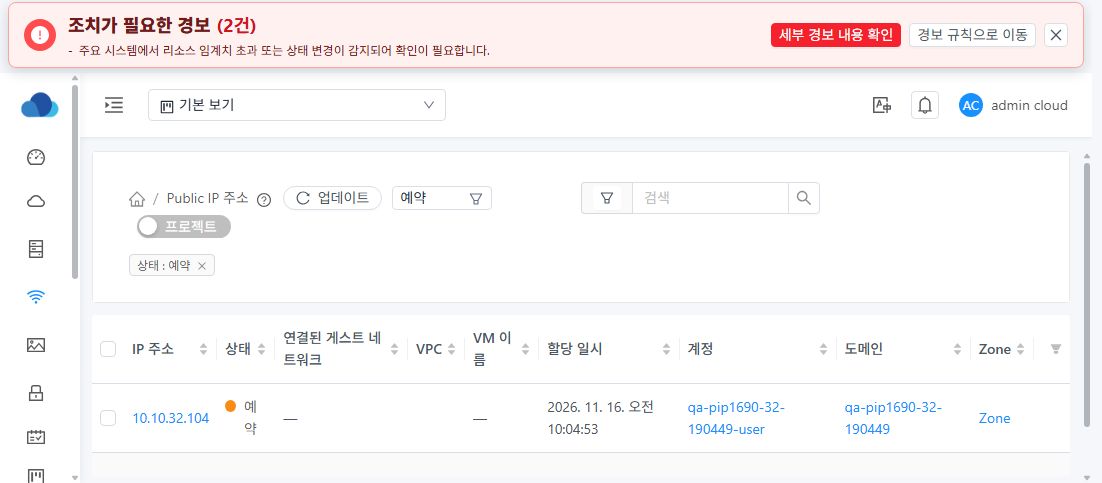 조치가 필요한 경보 (2건)
- 주요 시스템에서 리소스 임계치 초과 또는 상태 변경이 감지되어 확인이 필요합니다.
세부 경보 내용 확인
경보 규칙으로 이동
기본 보기
AC
admin cloud
/ Public IP 주소
업데이트
예약
검색
프로젝트
상태 : 예약
IP 주소
상태
연결된 게스트 네
트워크
VPC
VM 이
름
할당 일시
계정
도메인
Zone
10.10.32.104
예
약
—
—
2026. 11. 16. 오전
10:04:53
qa-pip1690-32-
190449-user
qa-pip1690-32-
190449
Zone